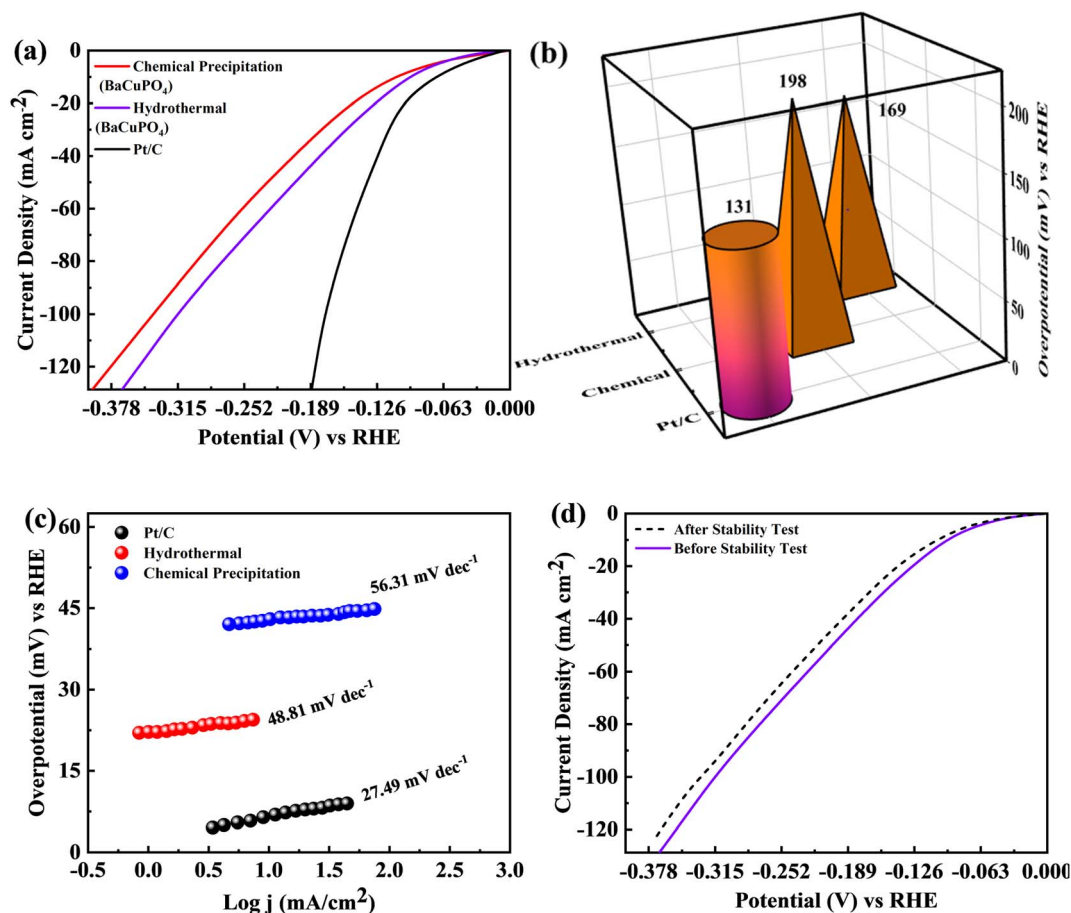 (a)
0
-20
-40
-60
-80
-100
-120
Current Density (mA cm⁻²)
Chemical Precipitation
(BaCuPO₄)
Hydrothermal
(BaCuPO₄)
Pt/C
-0.378 -0.315 -0.252 -0.189 -0.126 -0.063 0.000
Potential (V) vs RHE
(b)
198
169
131
200
150
100
50
0
Overpotential (mV) vs RHE
Hydrothermal
Chemical
Pt/C
(c)
60
45
30
15
0
Overpotential (mV) vs RHE
Pt/C
Hydrothermal
Chemical Precipitation
56.31 mV dec⁻¹
48.81 mV dec⁻¹
27.49 mV dec⁻¹
-0.5 0.0 0.5 1.0 1.5 2.0 2.5 3.0
Log j (mA/cm²)
(d)
0
-20
-40
-60
-80
-100
-120
Current Density (mA cm⁻²)
After Stability Test
Before Stability Test
-0.378 -0.315 -0.252 -0.189 -0.126 -0.063 0.000
Potential (V) vs RHE